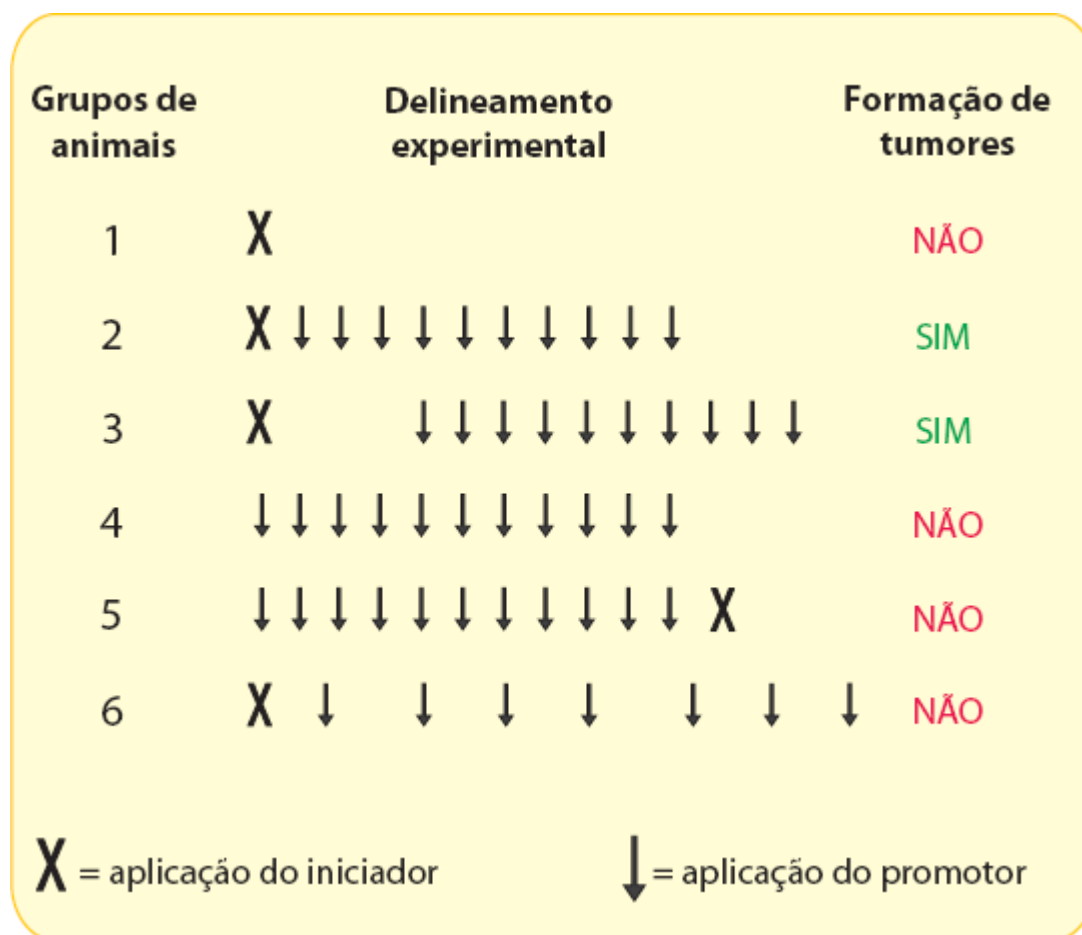 Grupos de animais
Delineamento experimental
Formação de tumores
1 X NÃO
2 X ↓ ↓ ↓ ↓ ↓ ↓ ↓ ↓ ↓ ↓ SIM
3 X ↓ ↓ ↓ ↓ ↓ ↓ ↓ ↓ ↓ ↓ SIM
4 ↓ ↓ ↓ ↓ ↓ ↓ ↓ ↓ ↓ ↓ ↓ NÃO
5 ↓ ↓ ↓ ↓ ↓ ↓ ↓ ↓ ↓ ↓ ↓ X NÃO
6 X ↓ ↓ ↓ ↓ ↓ ↓ ↓ NÃO
X = aplicação do iniciador
↓ = aplicação do promotor